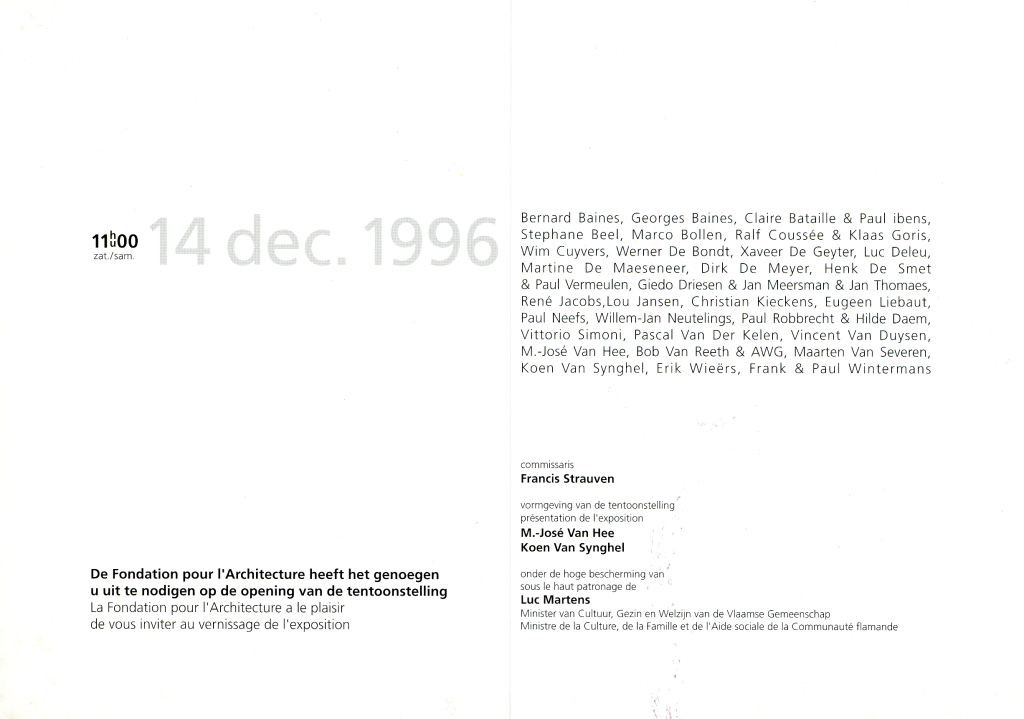 11h00
zat./sam.
14 dec. 1996
De Fondation pour l'Architecture heeft het genoegen
u uit te nodigen op de opening van de tentoonstelling
La Fondation pour l'Architecture a le plaisir
de vous inviter au vernissage de l'exposition
Bernard Baines, Georges Baines, Claire Bataille & Paul ibens,
Stephane Beel, Marco Bollen, Ralf Coussée & Klaas Goris,
Wim Cuyvers, Werner De Bondt, Xaveer De Geyter, Luc Deleu,
Martine De Maeseneer, Dirk De Meyer, Henk De Smet
& Paul Vermeulen, Giedo Driesen & Jan Meersman & Jan Thomaes,
René Jacobs,Lou Jansen, Christian Kieckens, Eugeen Liebaut,
Paul Neefs, Willem-Jan Neutelings, Paul Robbrecht & Hilde Daem,
Vittorio Simoni, Pascal Van Der Kelen, Vincent Van Duysen,
M.-José Van Hee, Bob Van Reeth & AWG, Maarten Van Severen,
Koen Van Synghel, Erik Wieërs, Frank & Paul Wintermans
commissaris
Francis Strauven
vormgeving van de tentoonstelling
présentation de l'exposition
M.-José Van Hee
Koen Van Synghel
onder de hoge bescherming van
sous le haut patronage de
Luc Martens
Minister van Cultuur, Gezin en Welzijn van de Vlaamse Gemeenschap
Ministre de la Culture, de la Famille et de l'Aide sociale de la Communauté flamande